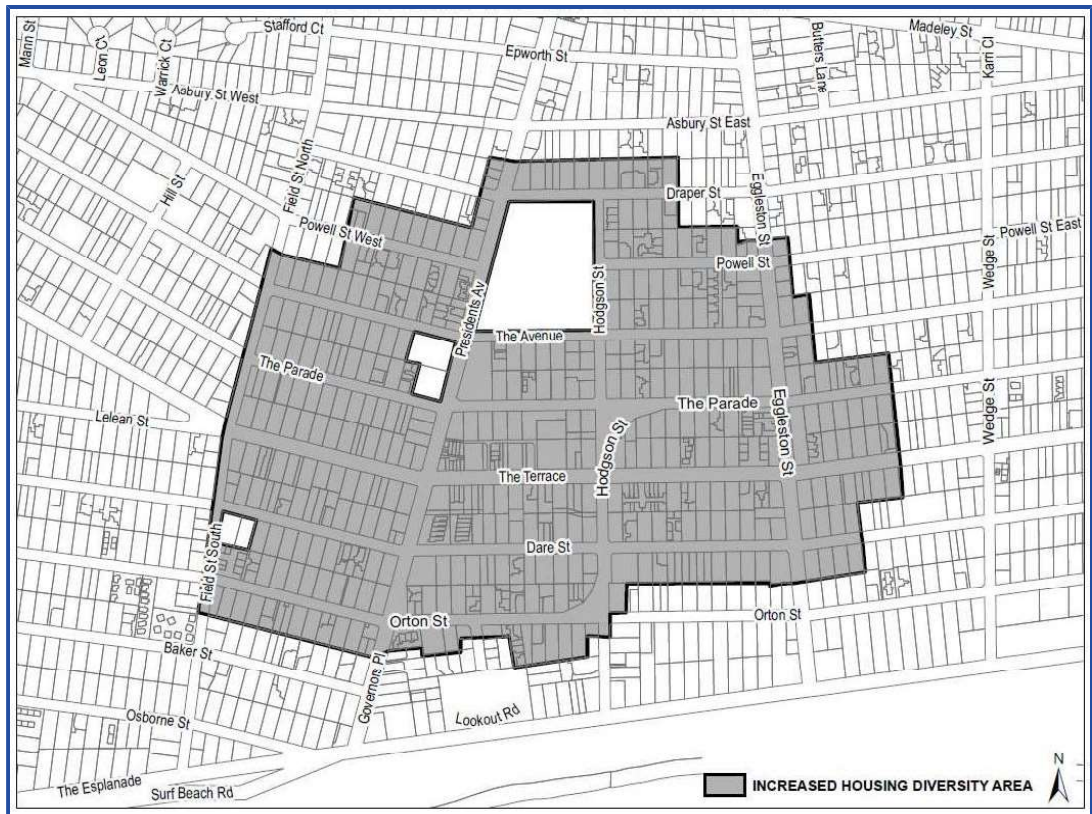 Mann St
Leon Ct
Warrick Ct
Stafford Ct
Epworth St
Butters Lane
Madeley St
Karri Cl
Asbury St West
Asbury St East
Field St North
Hill St
Draper St
Eggleston St
Powell St West
Powell St East
Powell St
Wedge St
Presidents Av
Hodgson St
The Avenue
The Parade
The Parade
Lelean St
Eggleston St
Wedge St
Hodgson St
The Terrace
Dare St
Field St South
Orton St
Orton St
Baker St
Governors Pl
Osborne St
Lookout Rd
The Esplanade
Surf Beach Rd
N
INCREASED HOUSING DIVERSITY AREA